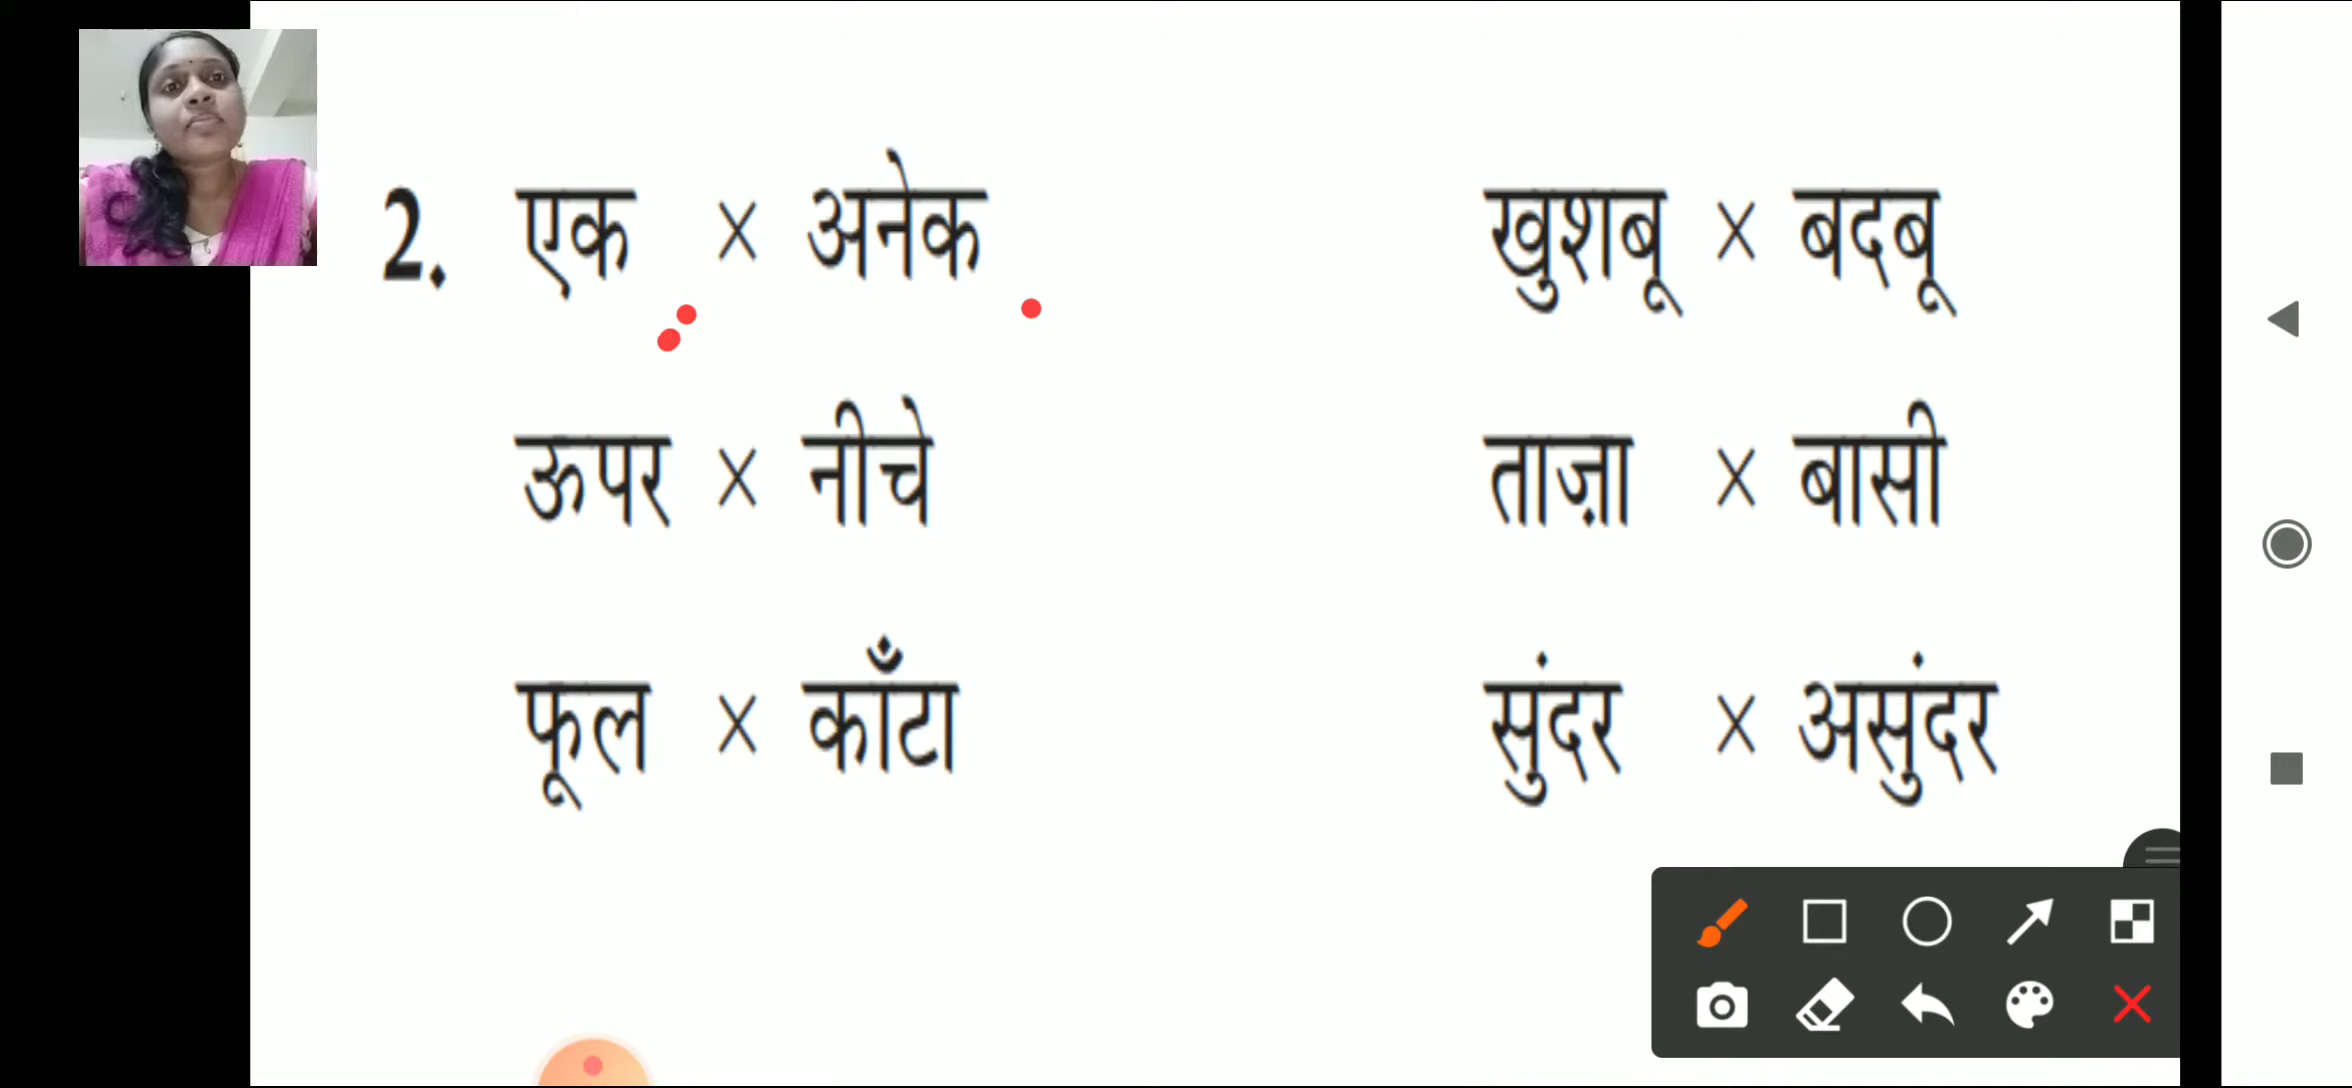 2. एक × अनेक खुशबू × बदबू
ऊपर × नीचे ताज़ा × बासी
फूल × काँटा सुंदर × असुंदर